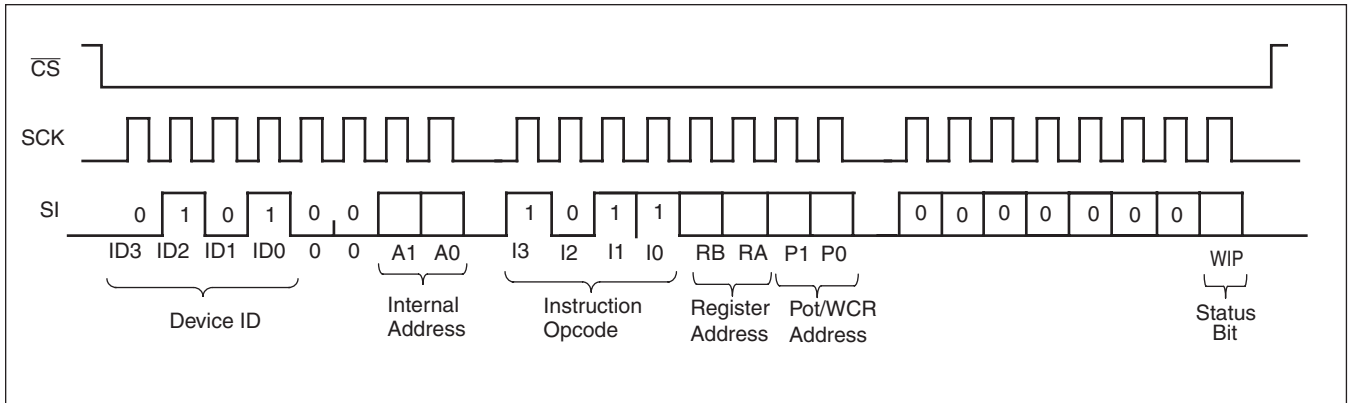 CS
SCK
SI
0 1 0 1 0 0 1 0 1 1 0 0 0 0 0 0 0
ID3 ID2 ID1 ID0 0 0 A1 A0 I3 I2 I1 I0 RB RA P1 P0 WIP
Device ID
Internal Address
Instruction Opcode
Register Address
Pot/WCR Address
Status Bit